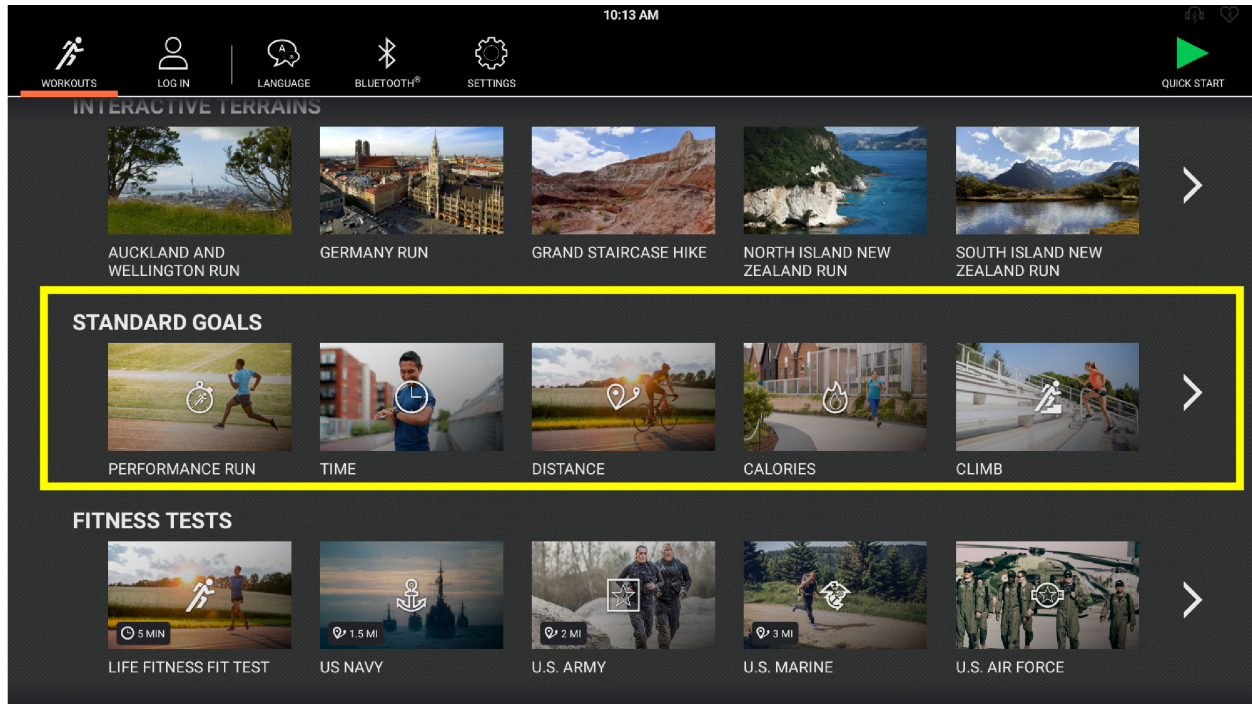 10:13 AM
WORKOUTS
LOG IN
LANGUAGE
BLUETOOTH®
SETTINGS
QUICK START
INTERACTIVE TERRAINS
AUCKLAND AND
WELLINGTON RUN
GERMANY RUN
GRAND STAIRCASE HIKE
NORTH ISLAND NEW
ZEALAND RUN
SOUTH ISLAND NEW
ZEALAND RUN
STANDARD GOALS
PERFORMANCE RUN
TIME
DISTANCE
CALORIES
CLIMB
FITNESS TESTS
5 MIN
1.5 MI
2 MI
3 MI
LIFE FITNESS FIT TEST
US NAVY
U.S. ARMY
U.S. MARINE
U.S. AIR FORCE